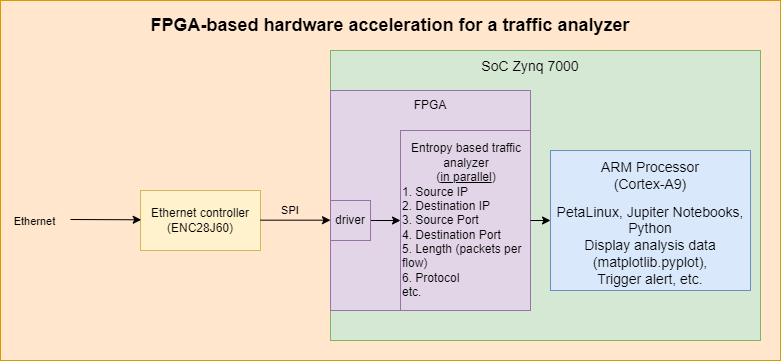 FPGA-based hardware acceleration for a traffic analyzer
SoC Zynq 7000
FPGA
Entropy based traffic
analyzer
(in parallel)
1. Source IP
2. Destination IP
3. Source Port
4. Destination Port
5. Length (packets per
flow)
6. Protocol
etc.
ARM Processor
(Cortex-A9)
PetaLinux, Jupiter Notebooks,
Python
Display analysis data
(matplotlib.pyplot),
Trigger alert, etc.
Ethernet
Ethernet controller
(ENC28J60)
SPI
driver